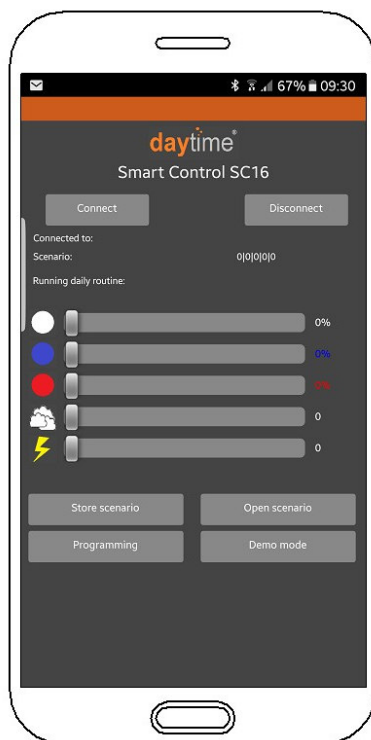 67% 09:30
daytime®
Smart Control SC16
Connect Disconnect
Connected to:
Scenario: 0|0|0|0|0
Running daily routine:
0%
0%
0%
0
0
Store scenario Open scenario
Programming Demo mode